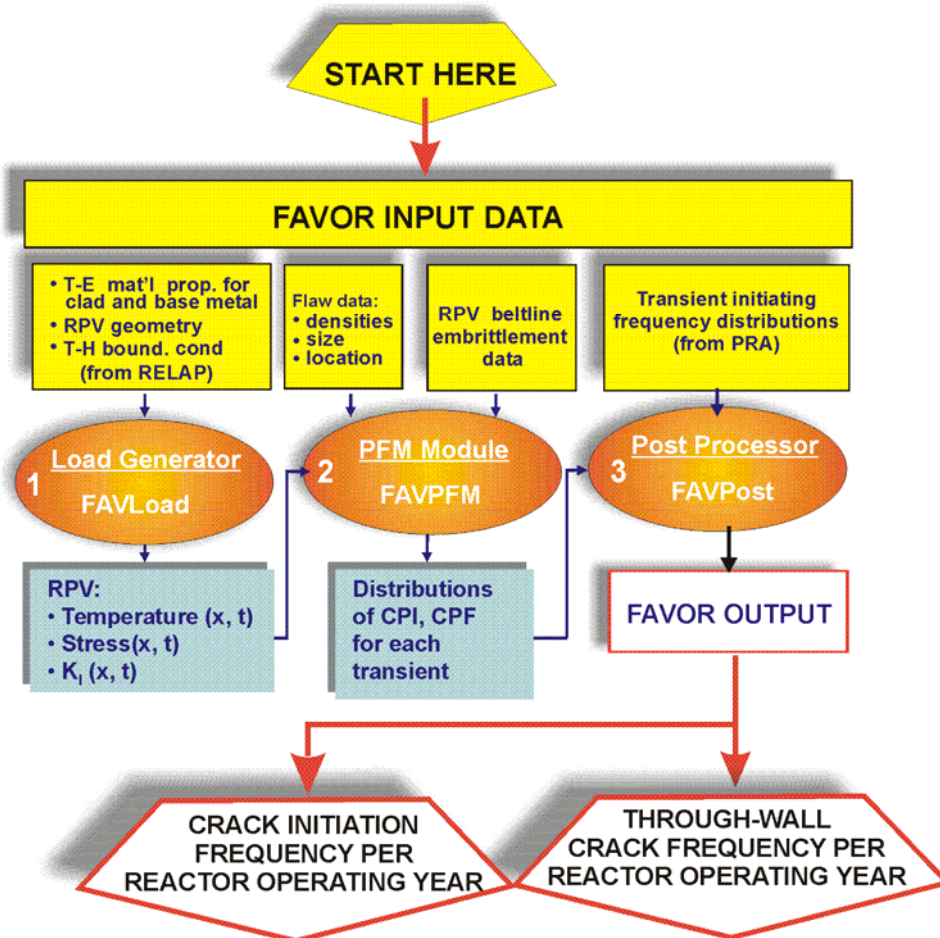 START HERE
FAVOR INPUT DATA
• T-E mat'l prop. for
clad and base metal
• RPV geometry
• T-H bound. cond
(from RELAP)
Flaw data:
• densities
• size
• location
RPV beltline
embrittlement
data
Transient initiating
frequency distributions
(from PRA)
1
Load Generator
FAVLoad
2
PFM Module
FAVPFM
3
Post Processor
FAVPost
RPV:
• Temperature (x, t)
• Stress(x, t)
• K_I (x, t)
Distributions
of CPI, CPF
for each
transient
FAVOR OUTPUT
CRACK INITIATION
FREQUENCY PER
REACTOR OPERATING YEAR
THROUGH-WALL
CRACK FREQUENCY PER
REACTOR OPERATING YEAR